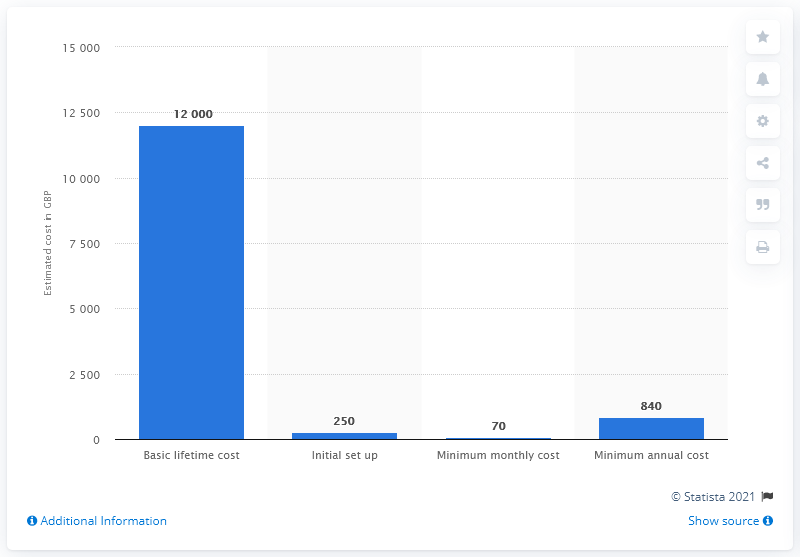 15 000
12 500
10 000
7 500
5 000
2 500
0
Estimated cost in GBP
12 000
250
70
840
Basic lifetime cost
Initial set up
Minimum monthly cost
Minimum annual cost
© Statista 2021
Additional Information
Show source